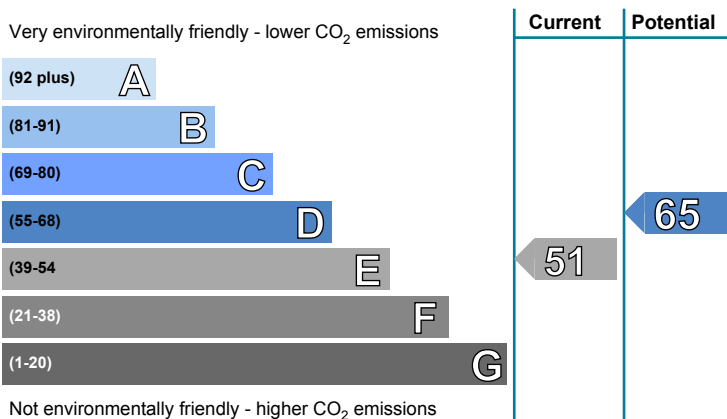 Current Potential
Very environmentally friendly - lower CO2 emissions
(92 plus) A
(81-91) B
(69-80) C
(55-68) D
65
(39-54 E
51
(21-38) F
(1-20) G
Not environmentally friendly - higher CO2 emissions